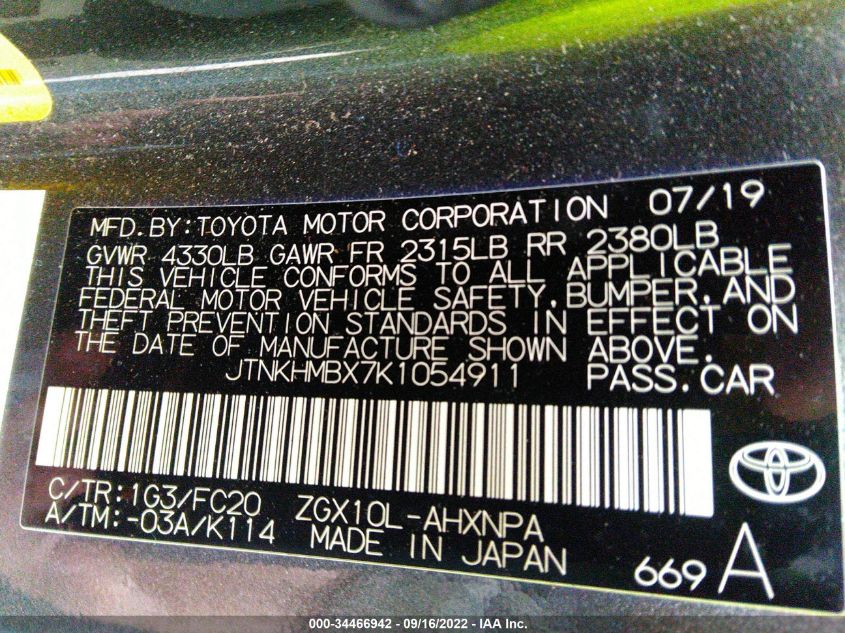 MFD. BY: TOYOTA MOTOR CORPORATION 07/19
GVWR 4330LB GAWR FR 2315LB RR 2380LB
THIS VEHICLE CONFORMS TO ALL APPLICABLE
FEDERAL MOTOR VEHICLE SAFETY, BUMPER, AND
THEFT PREVENTION STANDARDS IN EFFECT ON
THE DATE OF MANUFACTURE SHOWN ABOVE.
JTNKHMBX7K1054911 PASS. CAR
C/TR: 1G3/FC20 ZGX10L-AHXNPA
A/TM: -03A/K114 MADE IN JAPAN 669 A
000-34466942 - 09/16/2022 - IAA Inc.